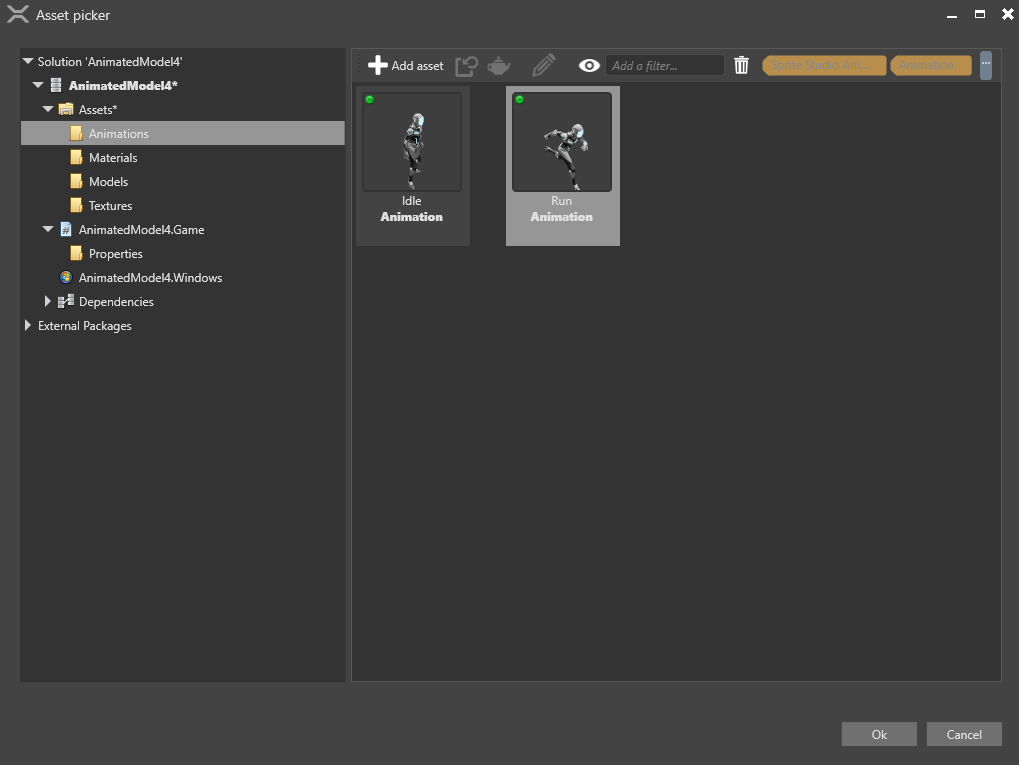 Asset picker
Solution 'AnimatedModel4'
AnimatedModel4*
Assets*
Animations
Materials
Models
Textures
AnimatedModel4.Game
Properties
AnimatedModel4.Windows
Dependencies
External Packages
Add asset
Add a filter...
Sprite Studio Ani...
Animation
Idle
Animation
Run
Animation
Ok
Cancel